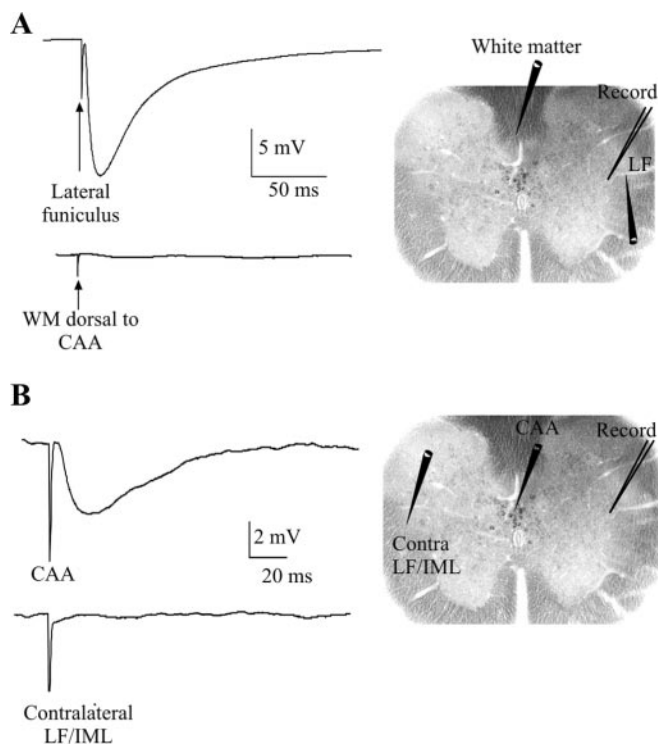 A
White matter
Record
LF
5 mV
50 ms
Lateral
funiculus
WM dorsal to
CAA
B
CAA
Record
Contra
LF/IML
2 mV
20 ms
CAA
Contralateral
LF/IML